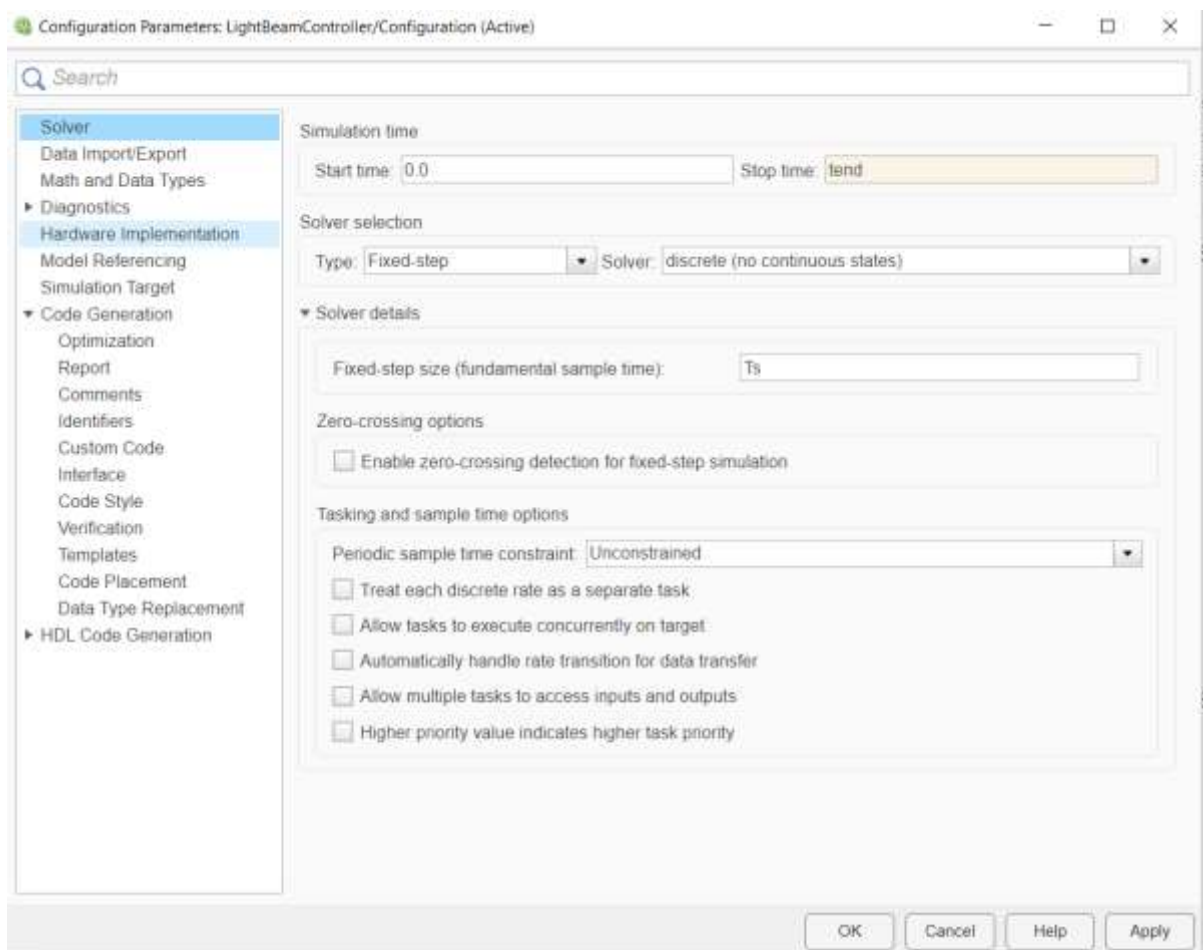 Configuration Parameters: LightBeamController/Configuration (Active)
Search
Solver
Data Import/Export
Math and Data Types
Diagnostics
Hardware Implementation
Model Referencing
Simulation Target
Code Generation
Optimization
Report
Comments
Identifiers
Custom Code
Interface
Code Style
Verification
Templates
Code Placement
Data Type Replacement
HDL Code Generation
Simulation time
Start time: 0.0 Stop time: tend
Solver selection
Type: Fixed-step Solver: discrete (no continuous states)
Solver details
Fixed-step size (fundamental sample time): Ts
Zero-crossing options
Enable zero-crossing detection for fixed-step simulation
Tasking and sample time options
Periodic sample time constraint: Unconstrained
Treat each discrete rate as a separate task
Allow tasks to execute concurrently on target
Automatically handle rate transition for data transfer
Allow multiple tasks to access inputs and outputs
Higher priority value indicates higher task priority
OK Cancel Help Apply